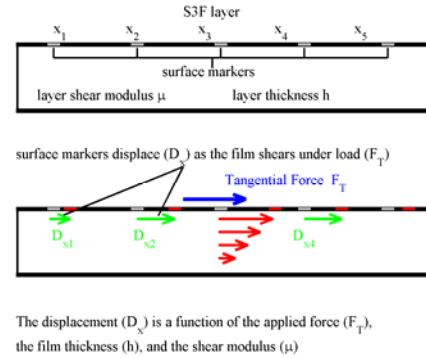 S3F layer
x1 x2 x3 x4 x5
surface markers
layer shear modulus μ layer thickness h
surface markers displace (Dx) as the film shears under load (FT)
Tangential Force FT
Dx1 Dx2 Dx4
The displacement (Dx) is a function of the applied force (FT),
the film thickness (h), and the shear modulus (μ)